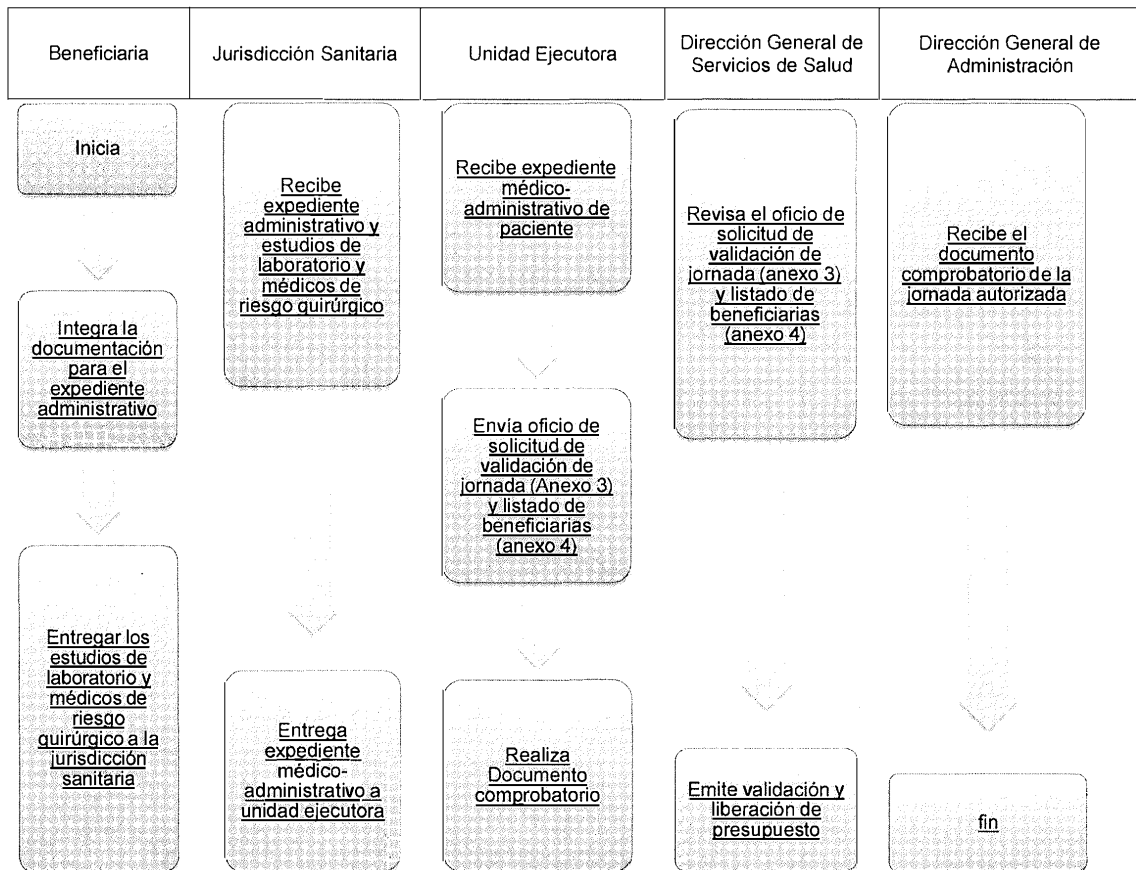 Beneficiaria
Jurisdicción Sanitaria
Unidad Ejecutora
Dirección General de
Servicios de Salud
Dirección General de
Administración
Inicia
Integra la
documentación
para el
expediente
administrativo
Entregar los
estudios de
laboratorio y
médicos de
riesgo
quirúrgico a la
jurisdicción
sanitaria
Recibe
expediente
administrativo y
estudios de
laboratorio y
médicos de
riesgo quirúrgico
Entrega
expediente
médico-
administrativo a
unidad ejecutora
Recibe expediente
médico-
administrativo de
paciente
Envía oficio de
solicitud de
validación de
jornada (Anexo 3)
y listado de
beneficiarias
(anexo 4)
Realiza
Documento
comprobatorio
Revisa el oficio de
solicitud de
validación de
jornada (anexo 3)
y listado de
beneficiarias
(anexo 4)
Emite validación y
liberación de
presupuesto
Recibe el
documento
comprobatorio de la
jornada autorizada
fin